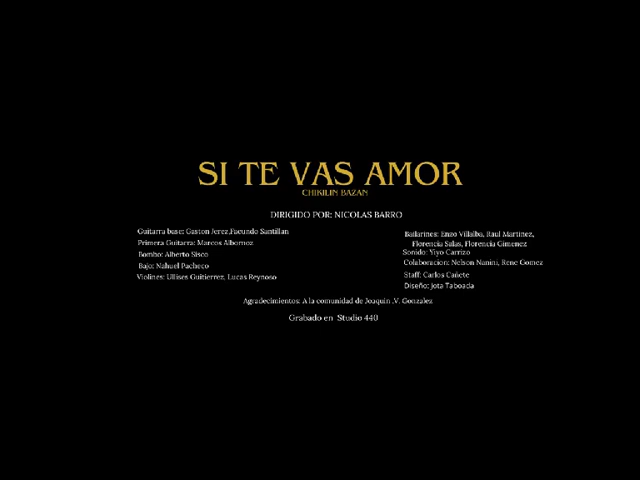 SI TE VAS AMOR
CHIKILIN BAZAN
DIRIGIDO POR: NICOLAS BARRO
Guitarra base: Gaston Jerez,Facundo Santillan
Primera Guitarra: Marcos Albornoz
Bombo: Alberto Sisco
Bajo: Nahuel Pacheco
Violines: Ullises Guitierrez, Lucas Reynoso
Bailarines: Enzo Villalba, Raul Martinez,
Florencia Salas, Florencia Gimenez
Sonido: Yiyo Carrizo
Colaboracion: Nelson Nanini, Rene Gomez
Staff: Carlos Cañete
Diseño: Jota Taboada
Agradecimientos: A la comunidad de Joaquin .V. Gonzalez
Grabado en Studio 440